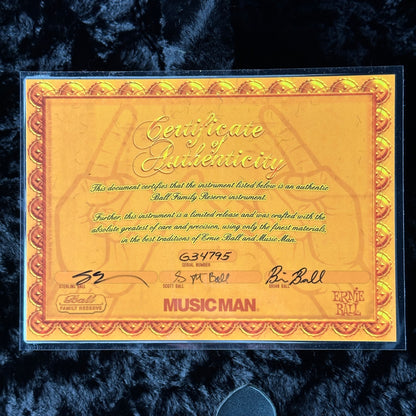 Certificate
of
Authenticity
This document certifies that the instrument listed below is an authentic
Ball Family Reserve instrument.
Further, this instrument is a limited release and was crafted with the
absolute greatest of care and precision, using only the finest materials,
in the best traditions of Ernie Ball and Music Man.
G34795
SERIAL NUMBER
S M Ball
Brian Ball
STERLING BALL SCOTT BALL BRIAN BALL
Ball
FAMILY RESERVE
MUSIC MAN
ERNIE
BALL